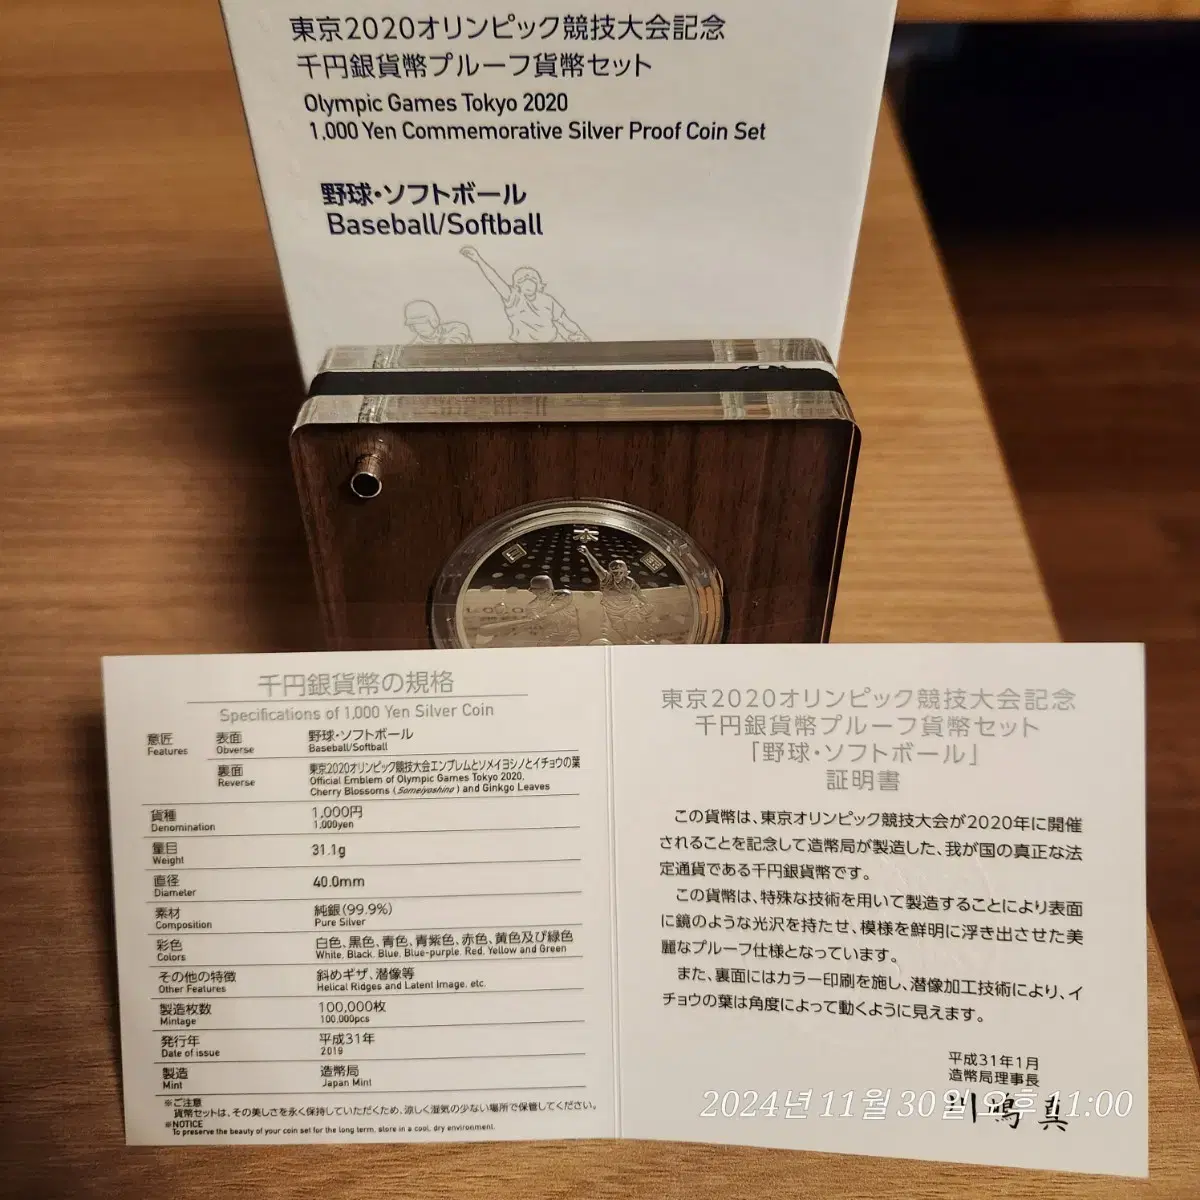 東京2020オリンピック競技大会記念
千円銀貨幣プルーフ貨幣セット
Olympic Games Tokyo 2020
1,000 Yen Commemorative Silver Proof Coin Set
野球・ソフトボール
Baseball/Softball
日
本
国
千円銀貨幣の規格
Specifications of 1,000 Yen Silver Coin
意匠 表面 野球・ソフトボール
Features Obverse Baseball/Softball
裏面 東京2020オリンピック競技大会エンブレムとソメイヨシノとイチョウの葉
Reverse Official Emblem of Olympic Games Tokyo 2020,
Cherry Blossoms (Someiyoshino) and Ginkgo Leaves
貨種 1,000円
Denomination 1,000yen
量目 31.1g
Weight
直径 40.0mm
Diameter
素材 純銀(99.9%)
Composition Pure Silver
彩色 白色、黒色、青色、青紫色、赤色、黄色及び緑色
Colors White, Black, Blue, Blue-purple, Red, Yellow and Green
その他の特徴 斜めギザ、潜像等
Other Features Helical Ridges and Latent Image, etc.
製造枚数 100,000枚
Mintage 100,000pcs
発行年 平成31年
Date of issue 2019
製造 造幣局
Mint Japan Mint
※ご注意
貨幣セットは、その美しさを永く保持していただくため、涼しく湿気の少ない場所で保管してください。
※NOTICE
To preserve the beauty of your coin set for the long term, store in a cool, dry environment.
東京2020オリンピック競技大会記念
千円銀貨幣プルーフ貨幣セット
「野球・ソフトボール」
証明書
この貨幣は、東京オリンピック競技大会が2020年に開催
されることを記念して造幣局が製造した、我が国の真正な法
定通貨である千円銀貨幣です。
この貨幣は、特殊な技術を用いて製造することにより表面
に鏡のような光沢を持たせ、模様を鮮明に浮き出させた美
麗なプルーフ仕様となっています。
また、裏面にはカラー印刷を施し、潜像加工技術により、イ
チョウの葉は角度によって動くように見えます。
平成31年1月
造幣局理事長
川嶋 真
2024년 11월 30일 오후 11:00